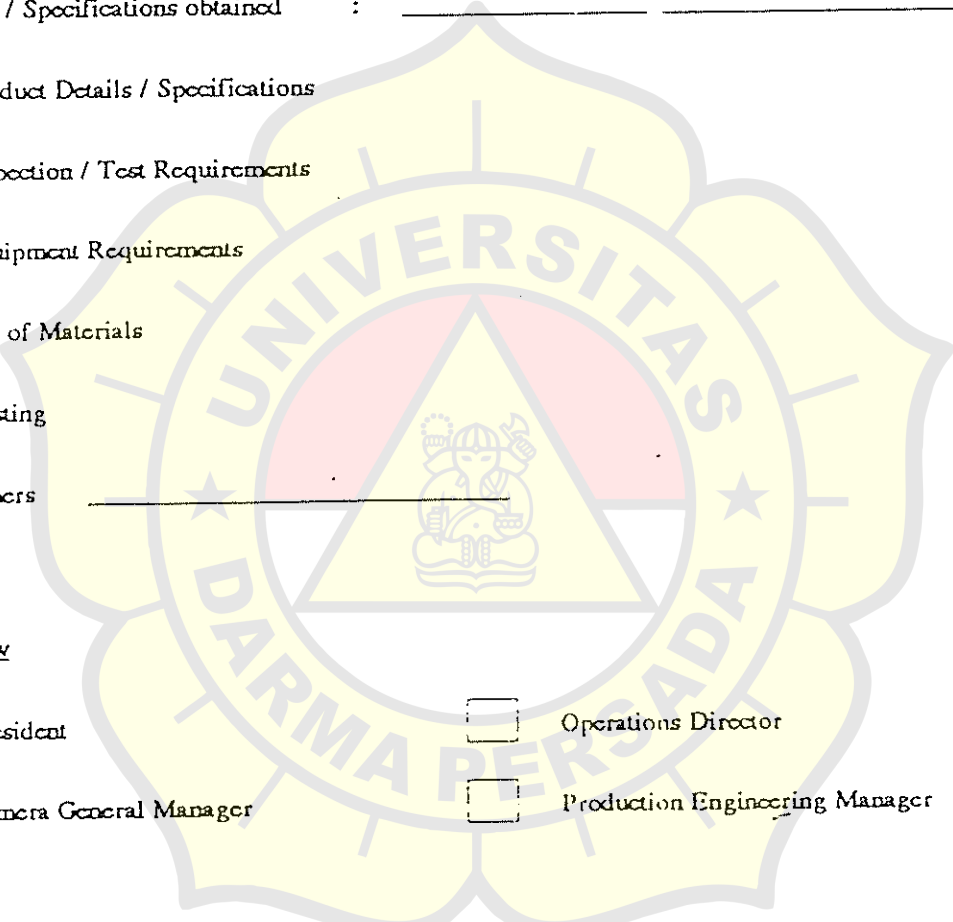 / Specifications obtained :
duct Details / Specifications
pection / Test Requirements
ipment Requirements
of Materials
ting
ers
w
sident Operations Director
mera General Manager Production Engineering Manager
UNIVERSITAS
DARMA PERSADA